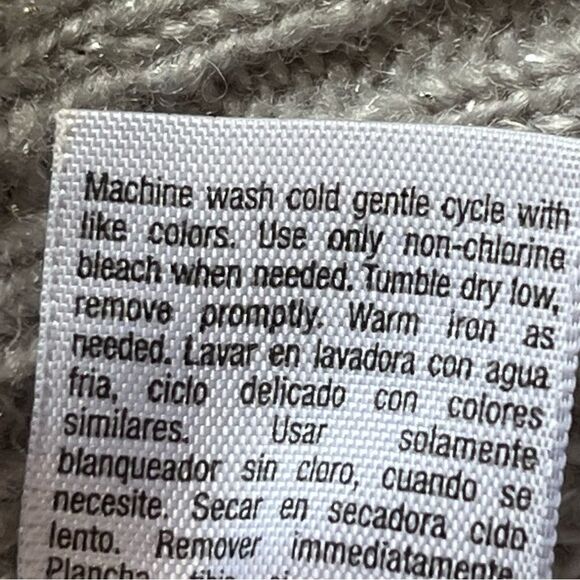 Machine wash cold gentle cycle with
like colors. Use only non-chlorine
bleach when needed. Tumble dry low,
remove promptly. Warm iron as
needed. Lavar en lavadora con agua
fria, ciclo delicado con colores
similares. Usar solamente
blanqueador sin cloro, cuando se
necesite. Secar en secadora ciclo
lento. Remover immediatamente.
Plancha